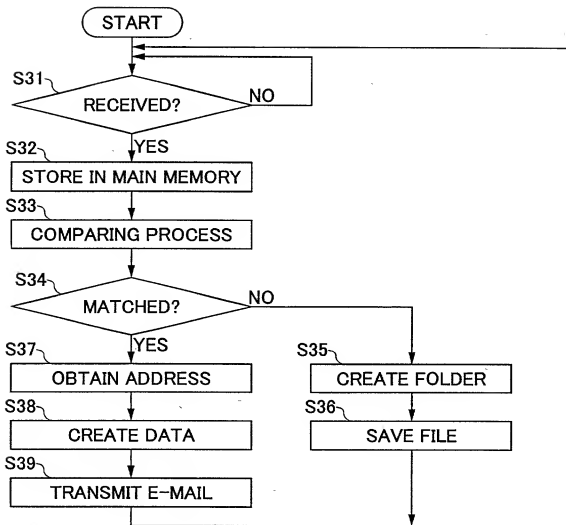 START
S31
RECEIVED?
NO
YES
S32
STORE IN MAIN MEMORY
S33
COMPARING PROCESS
S34
MATCHED?
NO
YES
S37
OBTAIN ADDRESS
S35
CREATE FOLDER
S38
CREATE DATA
S36
SAVE FILE
S39
TRANSMIT E-MAIL